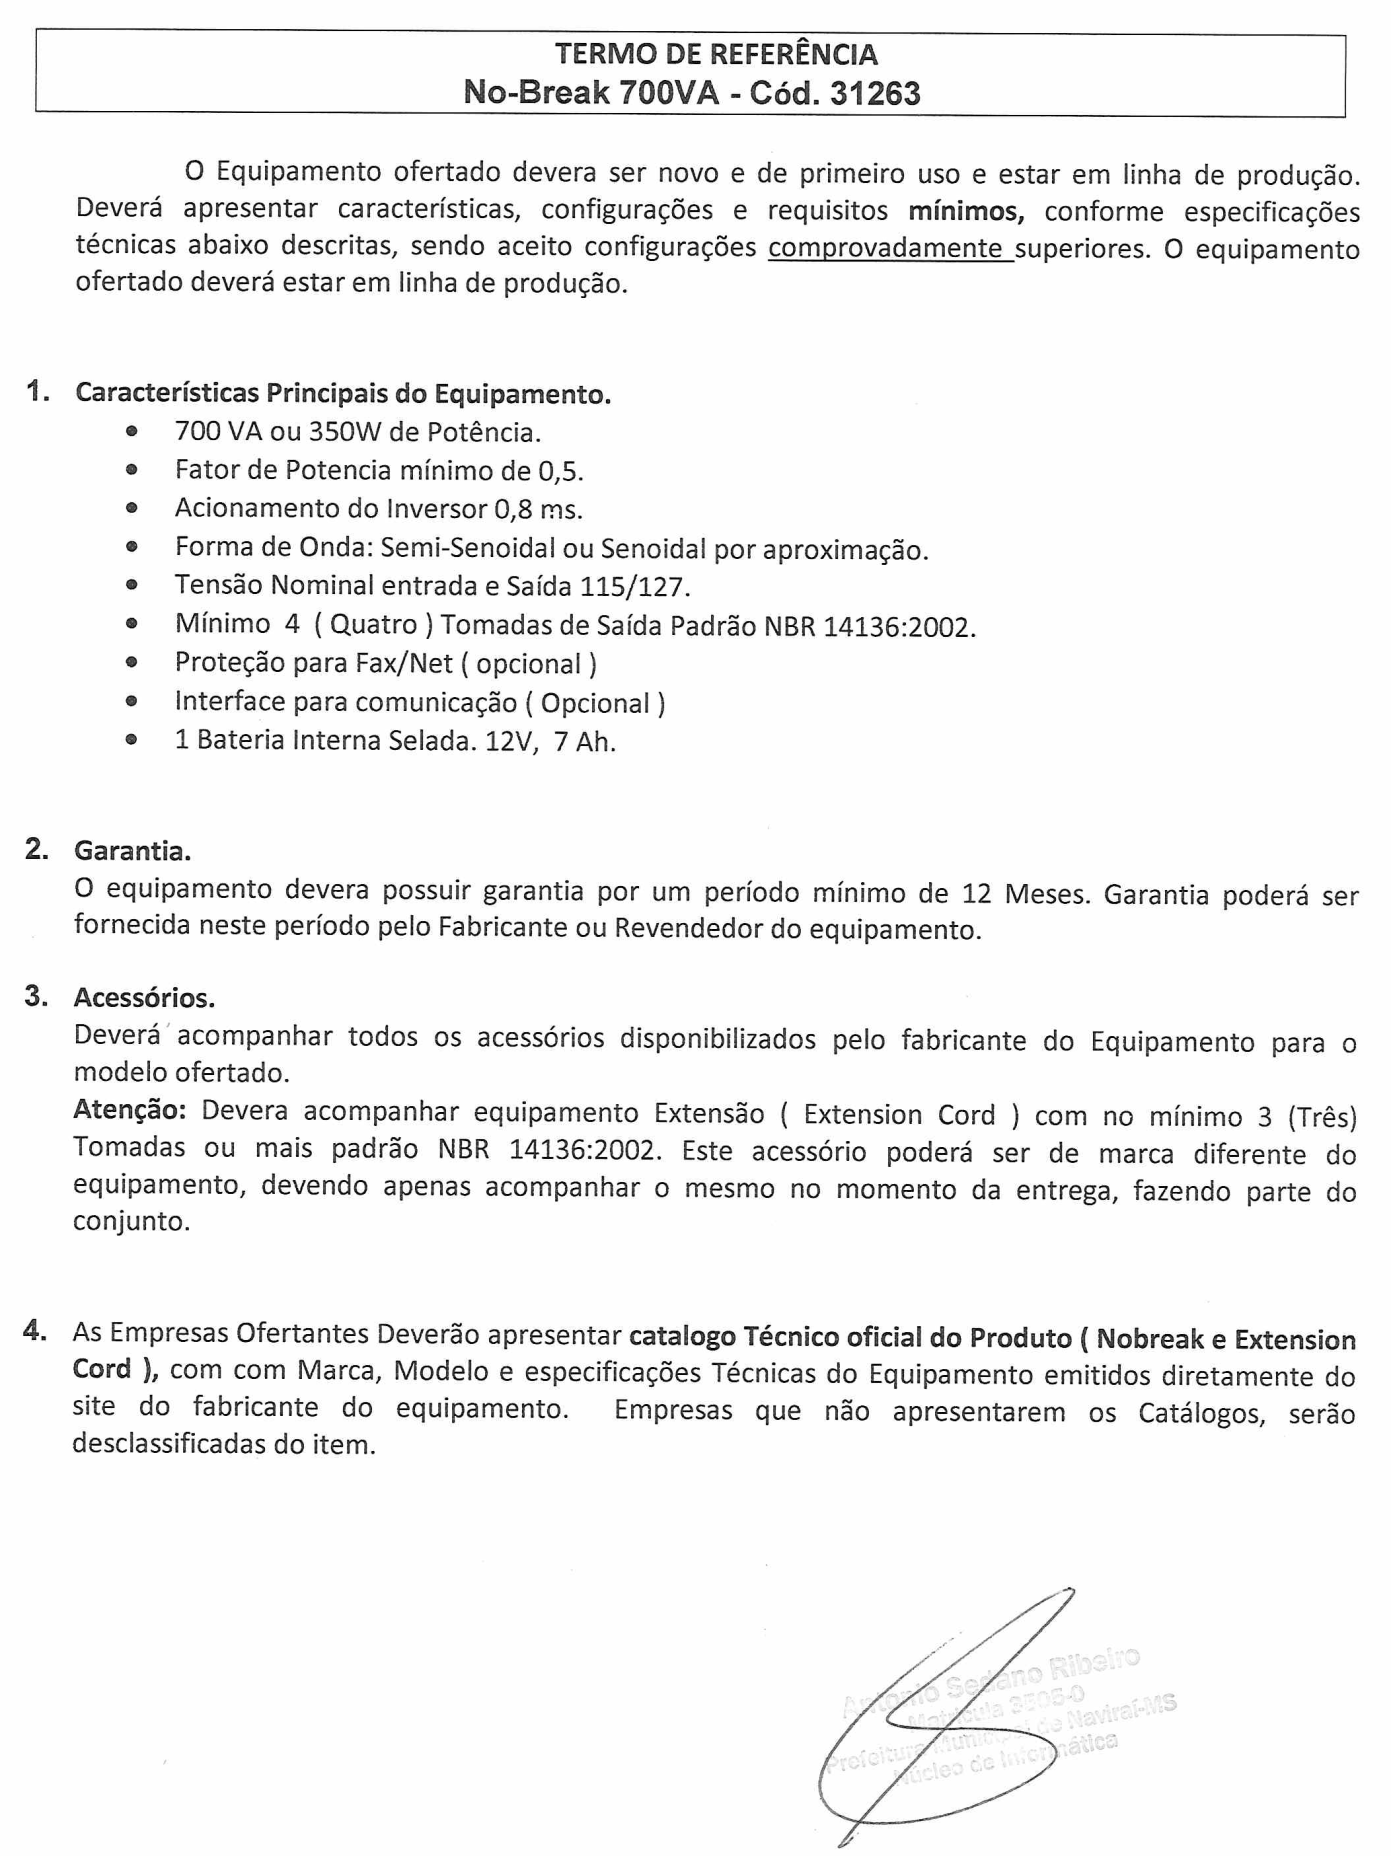 TERMO DE REFERÊNCIA
No-Break 700VA - Cód. 31263
O Equipamento ofertado devera ser novo e de primeiro uso e estar em linha de produção.
Deverá apresentar características, configurações e requisitos mínimos, conforme especificações
técnicas abaixo descritas, sendo aceito configurações comprovadamente superiores. O equipamento
ofertado deverá estar em linha de produção.
1. Características Principais do Equipamento.
• 700 VA ou 350W de Potência.
• Fator de Potencia mínimo de 0,5.
• Acionamento do Inversor 0,8 ms.
• Forma de Onda: Semi-Senoidal ou Senoidal por aproximação.
• Tensão Nominal entrada e Saída 115/127.
• Mínimo 4 ( Quatro ) Tomadas de Saída Padrão NBR 14136:2002.
• Proteção para Fax/Net ( opcional )
• Interface para comunicação ( Opcional )
• 1 Bateria Interna Selada. 12V, 7 Ah.
2. Garantia.
O equipamento devera possuir garantia por um período mínimo de 12 Meses. Garantia poderá ser
fornecida neste período pelo Fabricante ou Revendedor do equipamento.
3. Acessórios.
Deverá acompanhar todos os acessórios disponibilizados pelo fabricante do Equipamento para o
modelo ofertado.
Atenção: Devera acompanhar equipamento Extensão ( Extension Cord ) com no mínimo 3 (Três)
Tomadas ou mais padrão NBR 14136:2002. Este acessório poderá ser de marca diferente do
equipamento, devendo apenas acompanhar o mesmo no momento da entrega, fazendo parte do
conjunto.
4. As Empresas Ofertantes Deverão apresentar catalogo Técnico oficial do Produto ( Nobreak e Extension
Cord ), com com Marca, Modelo e especificações Técnicas do Equipamento emitidos diretamente do
site do fabricante do equipamento. Empresas que não apresentarem os Catálogos, serão
desclassificadas do item.
Antonio Sedano Ribeiro
Matrícula
Prefeitura Municipal de Naviraí-MS
Núcleo de Informática